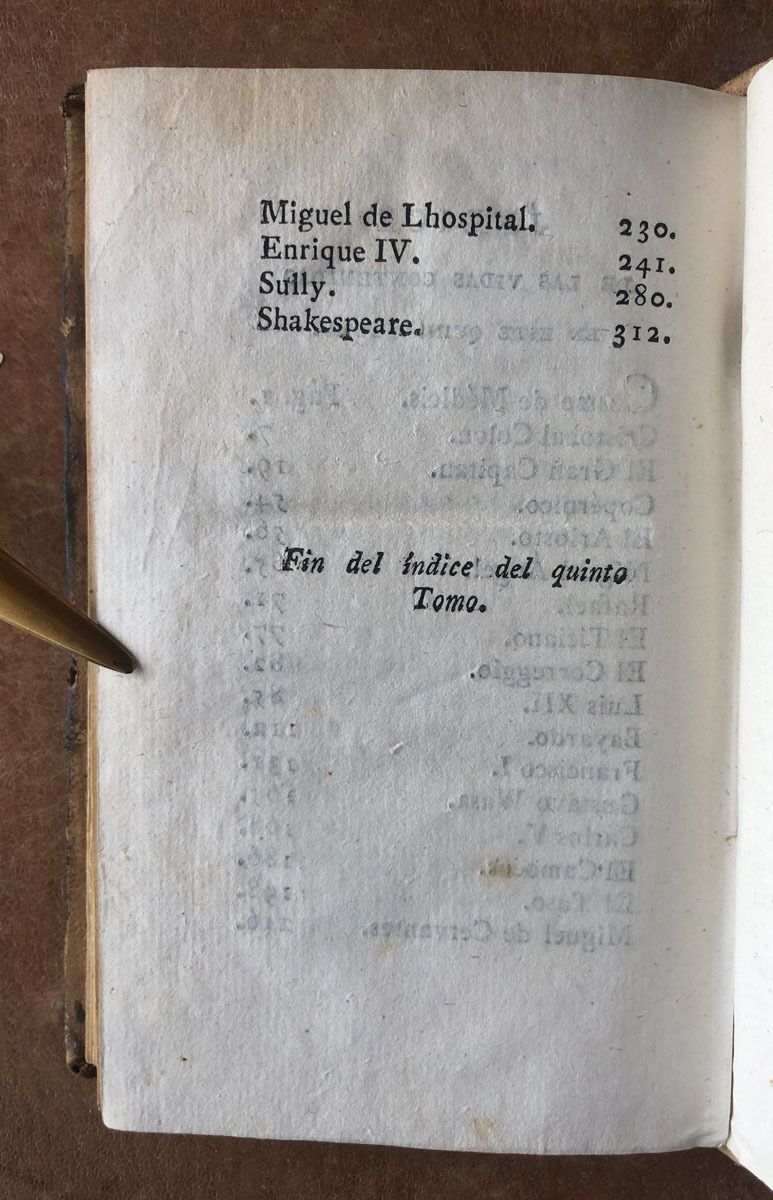 Miguel de Lhospital. 230.
Enrique IV. 241.
Sully. 280.
Shakespeare. 312.
Fin del índice del quinto
Tomo.